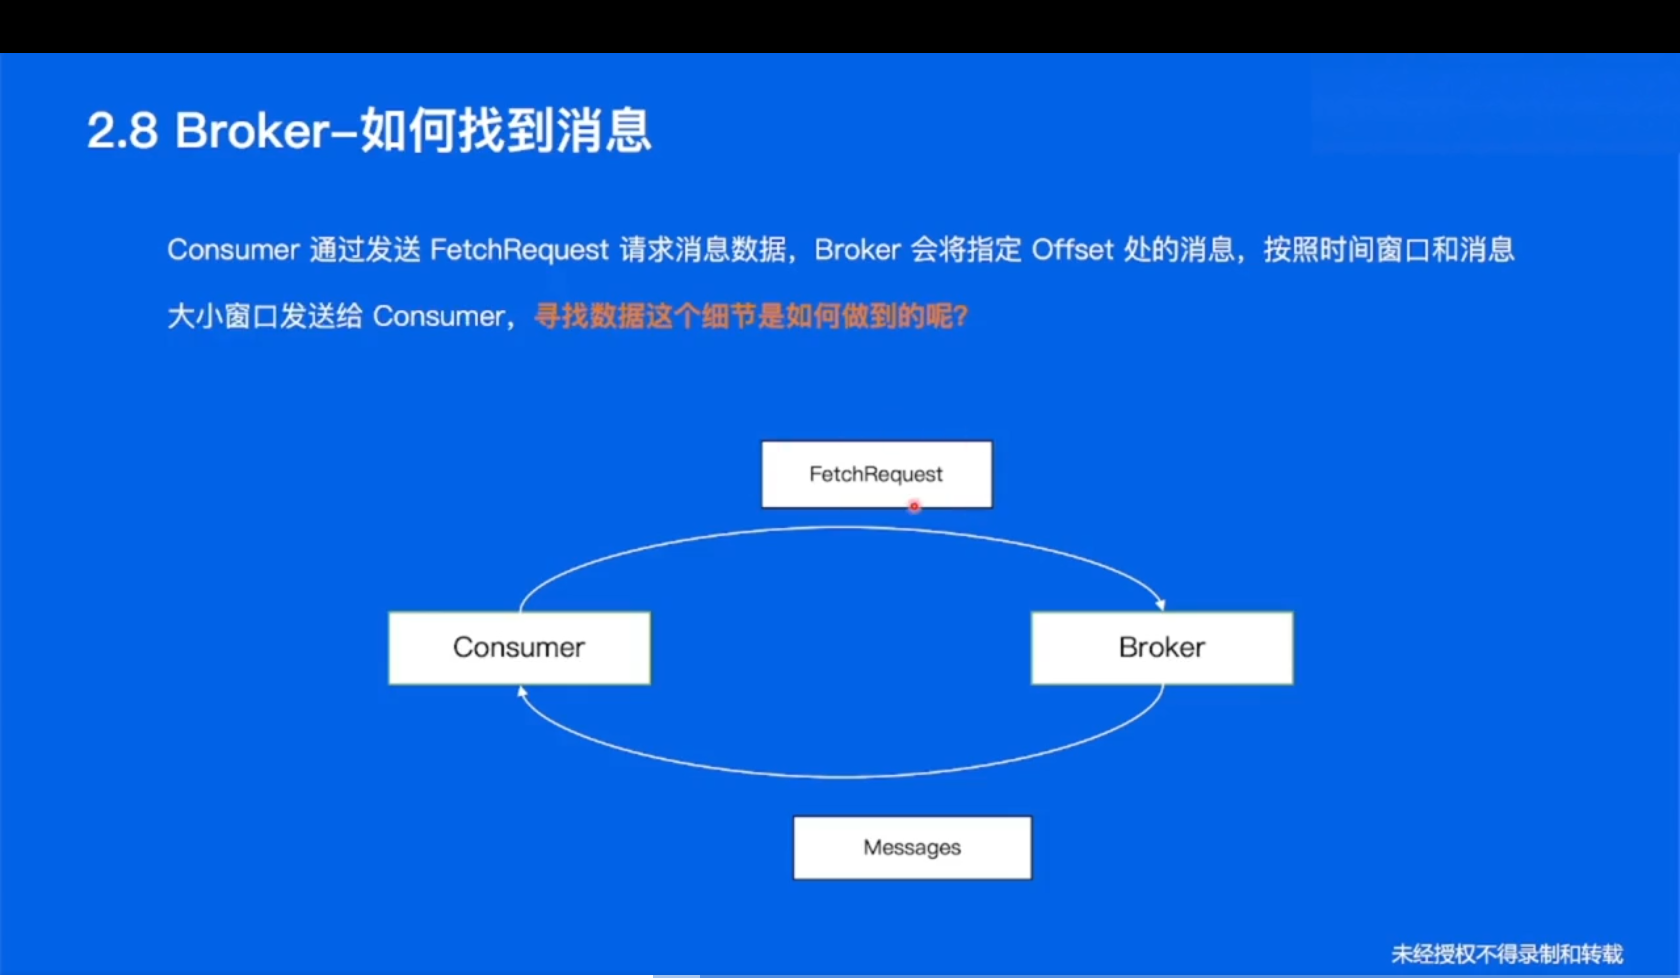 2.8 Broker-如何找到消息
Consumer 通过发送 FetchRequest 请求消息数据，Broker 会将指定 Offset 处的消息，按照时间窗口和消息
大小窗口发送给 Consumer，寻找数据这个细节是如何做到的呢？
FetchRequest
Consumer
Broker
Messages
未经授权不得录制和转载